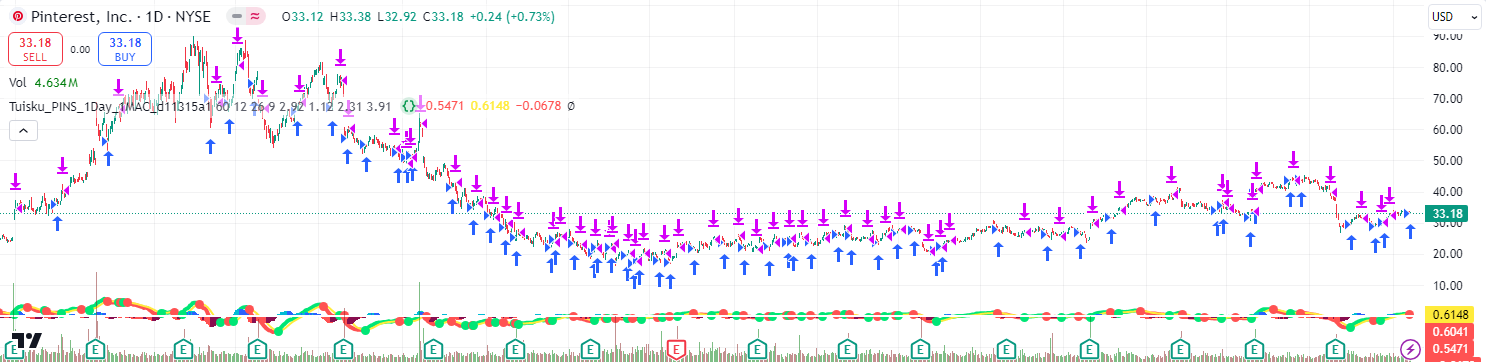 Pinterest, Inc. · 1D · NYSE O33.12 H33.38 L32.92 C33.18 +0.24 (+0.73%)
USD
33.18 SELL 0.00 33.18 BUY
Vol 4.634M
Tuisku_PINS_1Day_1MAC_d11315a1 60 12 26 9 2.92 1.12 2.31 3.91 0.5471 0.6148 −0.0678 Ø
90.00
80.00
70.00
60.00
50.00
40.00
33.18
30.00
20.00
10.00
0.6148
0.6041
0.5471
E E E E E E E E E E E E E E E E